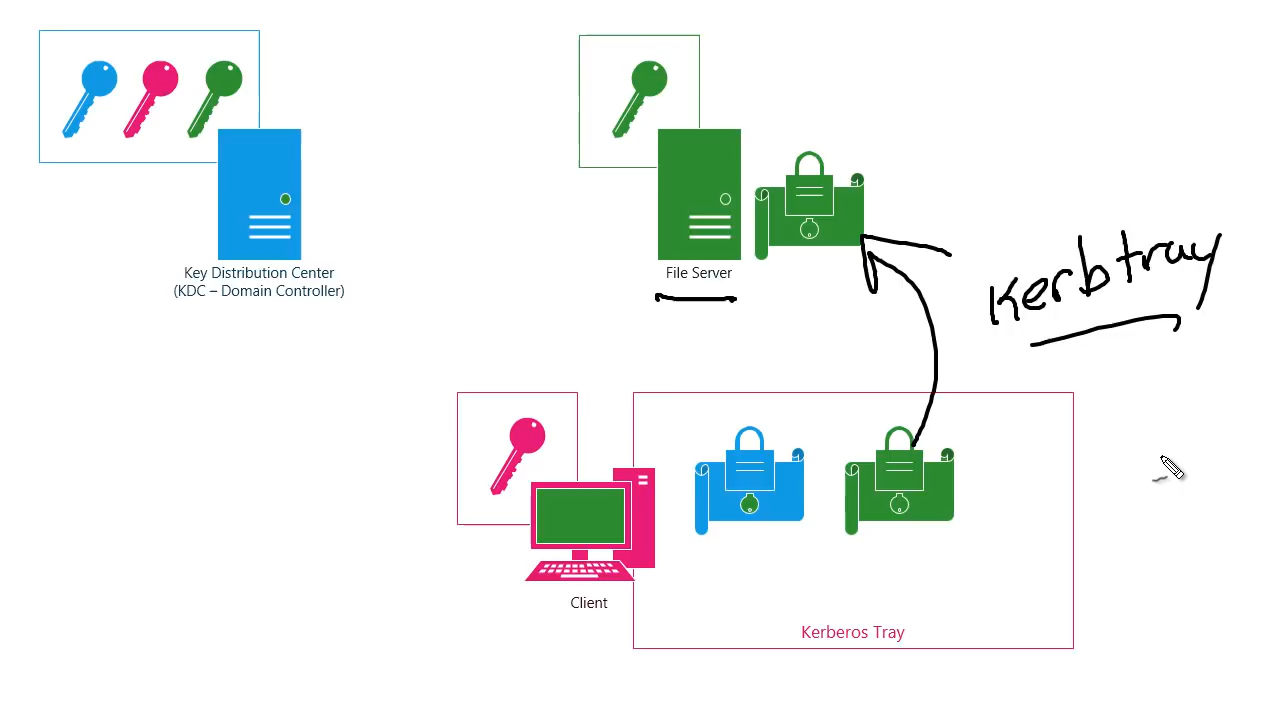 Key Distribution Center
(KDC – Domain Controller)
File Server
Kerbtray
Client
Kerberos Tray